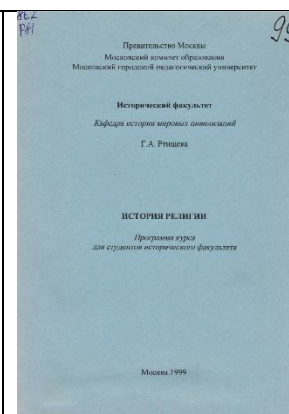 Правительство Москвы
Московский комитет образования
Московский городской педагогический университет
Исторический факультет
Кафедра истории мировых цивилизаций
Г.А. Ртищева
ИСТОРИЯ РЕЛИГИИ
Программа курса
для студентов исторического факультета
Москва 1999